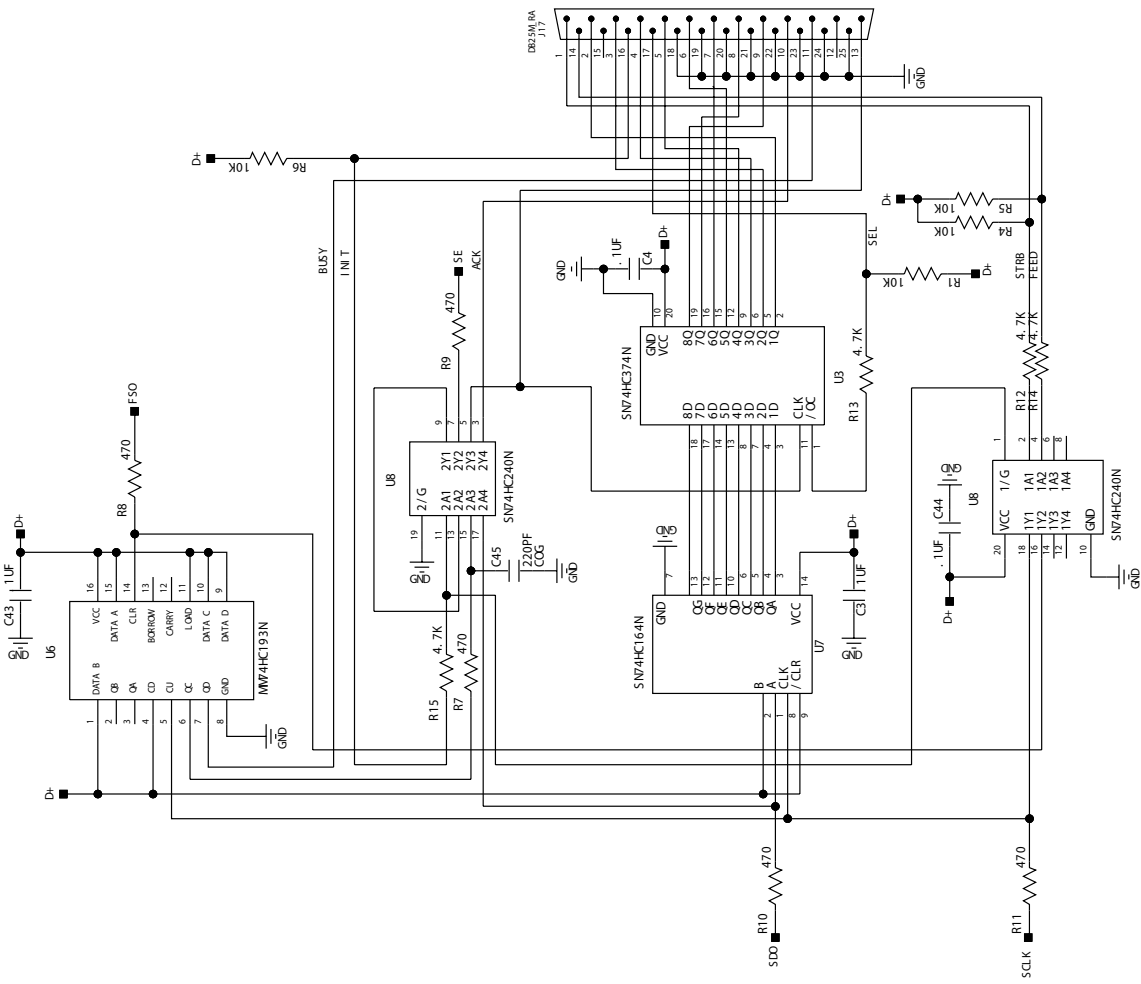 DB25M_RA
J17
1
14
2
15
3
16
4
17
5
18
6
19
7
20
8
21
9
22
10
23
11
24
12
25
13
GND
D+
10K
R6
BUSY
INIT
SE
ACK
470
R9
GND
.1UF
C4
D+
SEL
D+
10K
R5
10K
R4
10K
R1
D+
STRB
FEED
4.7K
4.7K
R12
R14
FSO
470
R8
D+
C43
.1UF
GND
U6
MM74HC193N
16
15
14
13
12
11
10
9
VCC
DATA A
CLR
BORROW
CARRY
LOAD
DATA C
DATA D
DATA B
QB
QA
CD
CU
QC
QD
GND
1
2
3
4
5
6
7
8
GND
D+
U8
SN74HC240N
9
7
5
3
2Y1
2Y2
2Y3
2Y4
2/G
2A1
2A2
2A3
2A4
19
11
13
15
17
GND
C45
220PF
COG
GND
4.7K
R15
470
R7
SN74HC374N
U3
10
20
19
16
15
12
9
6
5
2
GND
VCC
8Q
7Q
6Q
5Q
4Q
3Q
2Q
1Q
8D
7D
6D
5D
4D
3D
2D
1D
CLK
/OC
18
17
14
13
8
7
4
3
11
1
4.7K
R13
SN74HC164N
U7
GND
7
13
12
11
10
6
5
4
3
14
GND
QG
QF
QE
QD
QC
QB
QA
VCC
B
A
CLK
/CLR
2
1
8
9
D+
C3
.1UF
GND
GND
C44
.1UF
D+
U8
SN74HC240N
1
2
4
6
8
1/G
1A1
1A2
1A3
1A4
VCC
1Y1
1Y2
1Y3
1Y4
GND
20
18
16
14
12
10
GND
470
R10
SDO
470
R11
SCLK